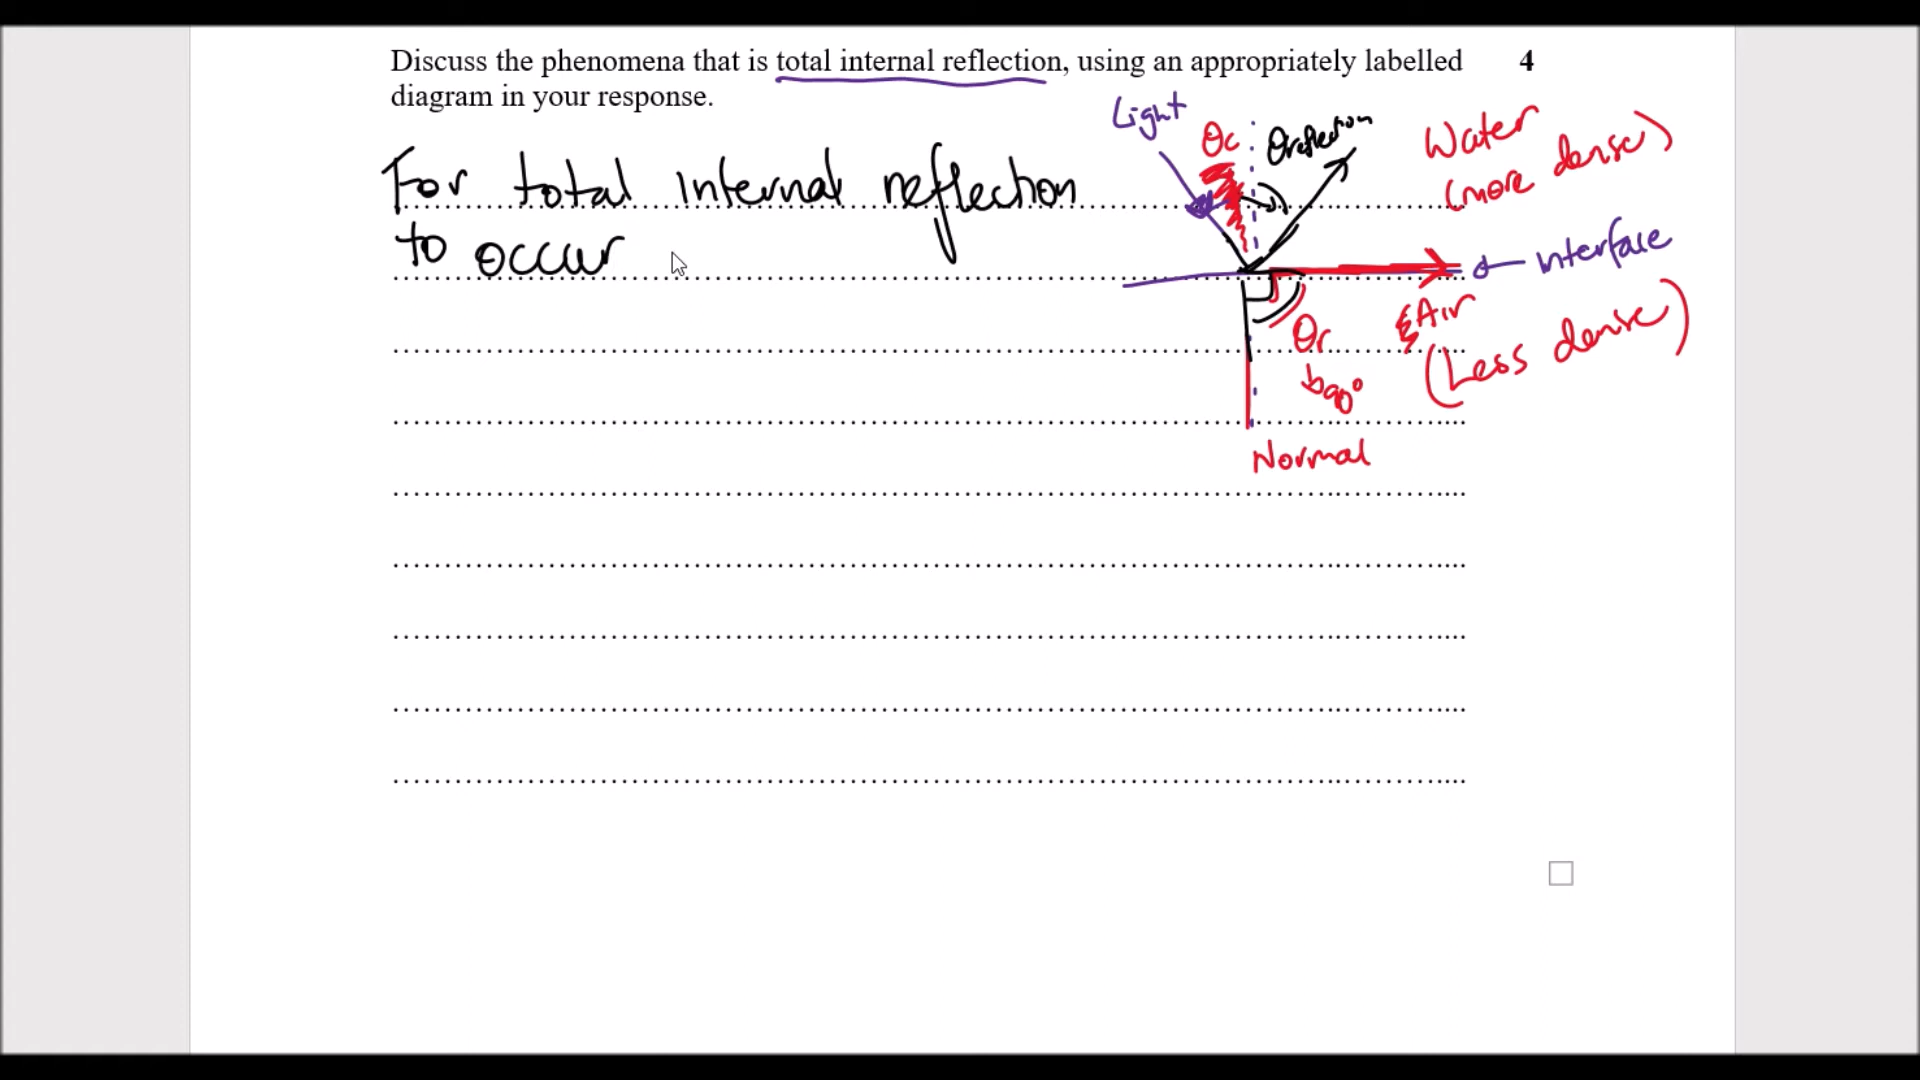 Discuss the phenomena that is total internal reflection, using an appropriately labelled 4
diagram in your response.
Light
θc
θreflection
Water
(more dense)
For total internal reflection
to occur
interface
θr
Air
(Less dense)
90°
Normal